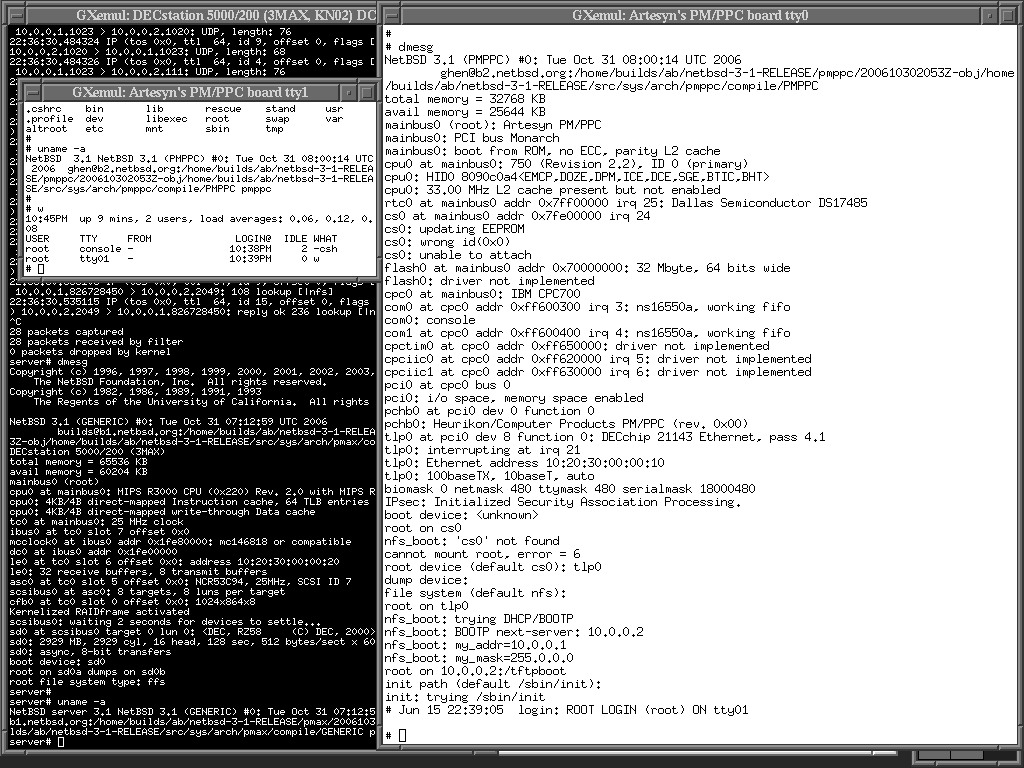 GXemul: DECstation 5000/200 (3MAX, KN02) DC
10.0.0.1.1023 > 10.0.0.2.1020: UDP, length: 76
22:36:30.484324 IP (tos 0x0, ttl  64, id 9, offset 0, flags [
10.0.0.2.1020 > 10.0.0.1.1023: UDP, length: 68
22:36:30.484326 IP (tos 0x0, ttl  64, id 4, offset 0, flags [
10.0.0.1.1023 > 10.0.0.2.111: UDP, length: 76
GXemul: Artesyn's PM/PPC board tty1
.cshrc    bin       lib       rescue    stand     usr
.profile  dev       libexec   root      swap      var
altroot   etc       mnt       sbin      tmp
#
# uname -a
NetBSD  3.1 NetBSD 3.1 (PMPPC) #0: Tue Oct 31 08:00:14 UTC
2006  ghen@b2.netbsd.org:/home/builds/ab/netbsd-3-1-RELEA
SE/pmppc/200610302053Z-obj/home/builds/ab/netbsd-3-1-RELEA
SE/src/sys/arch/pmppc/compile/PMPPC pmppc
#
# w
10:45PM  up 9 mins, 2 users, load averages: 0.06, 0.12, 0.
08
USER     TTY     FROM              LOGIN@  IDLE WHAT
root     console -                10:38PM     2 -csh
root     tty01   -                10:39PM     0 w
#
10.0.0.1.826728450 > 10.0.0.2.2049: 108 lookup [|nfs]
22:36:30.535115 IP (tos 0x0, ttl  64, id 15, offset 0, flags
) 10.0.0.2.2049 > 10.0.0.1.826728450: reply ok 236 lookup [|n
^C
28 packets captured
28 packets received by filter
0 packets dropped by kernel
server# dmesg
Copyright (c) 1996, 1997, 1998, 1999, 2000, 2001, 2002, 2003,
The NetBSD Foundation, Inc.  All rights reserved.
Copyright (c) 1982, 1986, 1989, 1991, 1993
The Regents of the University of California.  All rights
NetBSD 3.1 (GENERIC) #0: Tue Oct 31 07:12:59 UTC 2006
builds@b1.netbsd.org:/home/builds/ab/netbsd-3-1-RELEA
3Z-obj/home/builds/ab/netbsd-3-1-RELEASE/src/sys/arch/pmax/co
DECstation 5000/200 (3MAX)
total memory = 65536 KB
avail memory = 60204 KB
mainbus0 (root)
cpu0 at mainbus0: MIPS R3000 CPU (0x220) Rev. 2.0 with MIPS R
cpu0: 4KB/4B direct-mapped Instruction cache, 64 TLB entries
cpu0: 4KB/4B direct-mapped write-through Data cache
tc0 at mainbus0: 25 MHz clock
ibus0 at tc0 slot 7 offset 0x0
mcclock0 at ibus0 addr 0x1fe80000: mc146818 or compatible
dc0 at ibus0 addr 0x1fe00000
le0 at tc0 slot 6 offset 0x0: address 10:20:30:00:00:20
le0: 32 receive buffers, 8 transmit buffers
asc0 at tc0 slot 5 offset 0x0: NCR53C94, 25MHz, SCSI ID 7
scsibus0 at asc0: 8 targets, 8 luns per target
cfb0 at tc0 slot 0 offset 0x0: 1024x864x8
Kernelized RAIDframe activated
scsibus0: waiting 2 seconds for devices to settle...
sd0 at scsibus0 target 0 lun 0: <DEC, RZ58     (C) DEC, 2000>
sd0: 2929 MB, 2929 cyl, 16 head, 128 sec, 512 bytes/sect x 60
sd0: async, 8-bit transfers
boot device: sd0
root on sd0a dumps on sd0b
root file system type: ffs
server#
server# uname -a
NetBSD server 3.1 NetBSD 3.1 (GENERIC) #0: Tue Oct 31 07:12:5
b1.netbsd.org:/home/builds/ab/netbsd-3-1-RELEASE/pmax/2006103
lds/ab/netbsd-3-1-RELEASE/src/sys/arch/pmax/compile/GENERIC p
server#
GXemul: Artesyn's PM/PPC board tty0
#
# dmesg
NetBSD 3.1 (PMPPC) #0: Tue Oct 31 08:00:14 UTC 2006
ghen@b2.netbsd.org:/home/builds/ab/netbsd-3-1-RELEASE/pmppc/200610302053Z-obj/home
/builds/ab/netbsd-3-1-RELEASE/src/sys/arch/pmppc/compile/PMPPC
total memory = 32768 KB
avail memory = 25644 KB
mainbus0 (root): Artesyn PM/PPC
mainbus0: PCI bus Monarch
mainbus0: boot from ROM, no ECC, parity L2 cache
cpu0 at mainbus0: 750 (Revision 2.2), ID 0 (primary)
cpu0: HID0 8090c0a4<EMCP,DOZE,DPM,ICE,DCE,SGE,BTIC,BHT>
cpu0: 33.00 MHz L2 cache present but not enabled
rtc0 at mainbus0 addr 0x7ff00000 irq 25: Dallas Semiconductor DS17485
cs0 at mainbus0 addr 0x7fe00000 irq 24
cs0: updating EEPROM
cs0: wrong id(0x0)
cs0: unable to attach
flash0 at mainbus0 addr 0x70000000: 32 Mbyte, 64 bits wide
flash0: driver not implemented
cpc0 at mainbus0: IBM CPC700
com0 at cpc0 addr 0xff600300 irq 3: ns16550a, working fifo
com0: console
com1 at cpc0 addr 0xff600400 irq 4: ns16550a, working fifo
cpctim0 at cpc0 addr 0xff650000: driver not implemented
cpciic0 at cpc0 addr 0xff620000 irq 5: driver not implemented
cpciic1 at cpc0 addr 0xff630000 irq 6: driver not implemented
pci0 at cpc0 bus 0
pci0: i/o space, memory space enabled
pchb0 at pci0 dev 0 function 0
pchb0: Heurikon/Computer Products PM/PPC (rev. 0x00)
tlp0 at pci0 dev 8 function 0: DECchip 21143 Ethernet, pass 4.1
tlp0: interrupting at irq 21
tlp0: Ethernet address 10:20:30:00:00:10
tlp0: 100baseTX, 10baseT, auto
biomask 0 netmask 480 ttymask 480 serialmask 18000480
IPsec: Initialized Security Association Processing.
boot device: <unknown>
root on cs0
nfs_boot: 'cs0' not found
cannot mount root, error = 6
root device (default cs0): tlp0
dump device:
file system (default nfs):
root on tlp0
nfs_boot: trying DHCP/BOOTP
nfs_boot: BOOTP next-server: 10.0.0.2
nfs_boot: my_addr=10.0.0.1
nfs_boot: my_mask=255.0.0.0
root on 10.0.0.2:/tftpboot
init path (default /sbin/init):
init: trying /sbin/init
# Jun 15 22:39:05  login: ROOT LOGIN (root) ON tty01
#